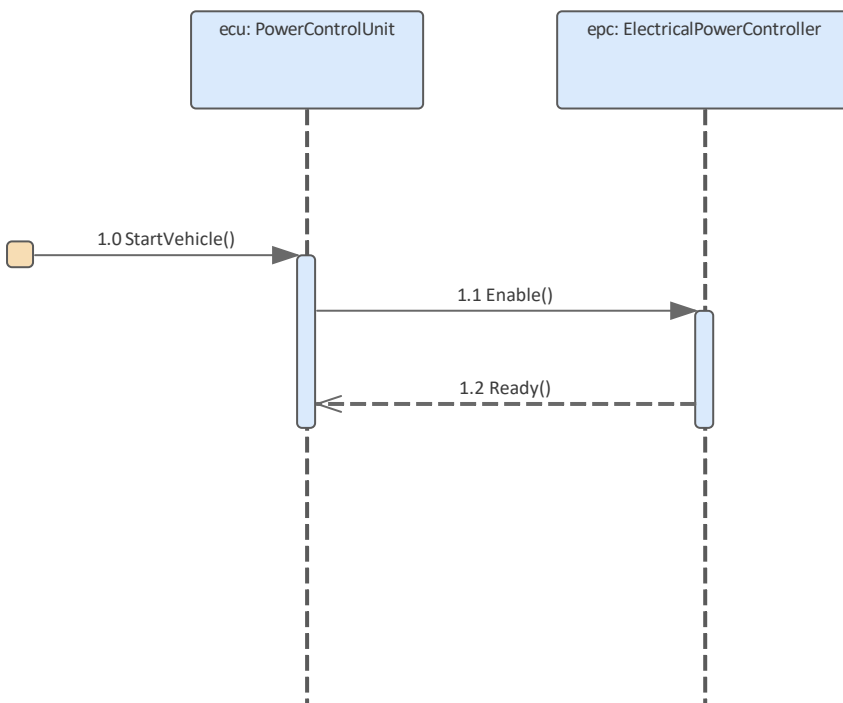 ecu: PowerControlUnit
epc: ElectricalPowerController
1.0 StartVehicle()
1.1 Enable()
1.2 Ready()